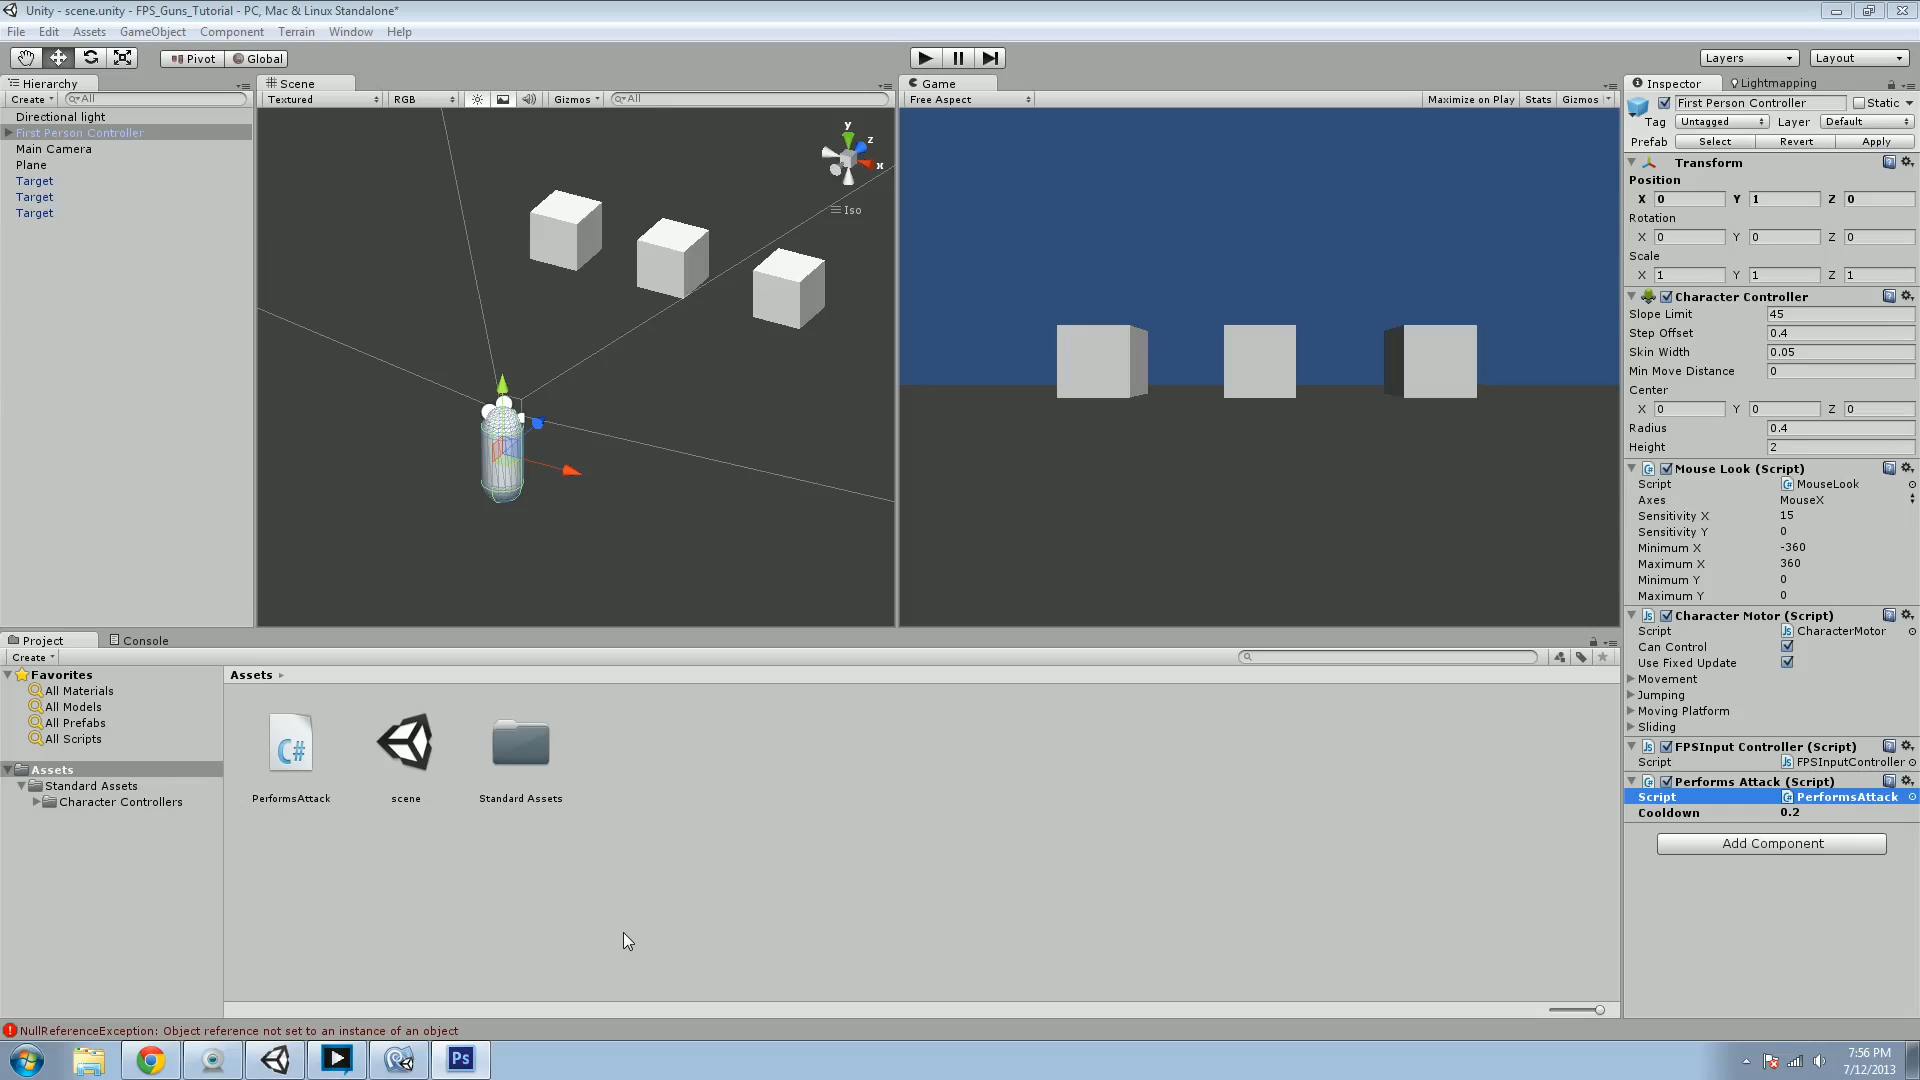 Unity - scene.unity - FPS_Guns_Tutorial - PC, Mac & Linux Standalone*
File Edit Assets GameObject Component Terrain Window Help
Pivot Global Layers Layout
Hierarchy
Create All
Directional light
First Person Controller
Main Camera
Plane
Target
Target
Target
Scene
Textured RGB Gizmos All
y
z
x
Iso
Game
Free Aspect Maximize on Play Stats Gizmos
Inspector Lightmapping
First Person Controller Static
Tag Untagged Layer Default
Prefab Select Revert Apply
Transform
Position
X 0 Y 1 Z 0
Rotation
X 0 Y 0 Z 0
Scale
X 1 Y 1 Z 1
Character Controller
Slope Limit 45
Step Offset 0.4
Skin Width 0.05
Min Move Distance 0
Center
X 0 Y 0 Z 0
Radius 0.4
Height 2
Mouse Look (Script)
Script MouseLook
Axes MouseX
Sensitivity X 15
Sensitivity Y 0
Minimum X -360
Maximum X 360
Minimum Y 0
Maximum Y 0
Character Motor (Script)
Script CharacterMotor
Can Control
Use Fixed Update
Movement
Jumping
Moving Platform
Sliding
FPSInput Controller (Script)
Script FPSInputController
Performs Attack (Script)
Script PerformsAttack
Cooldown 0.2
Add Component
Project Console
Create
Favorites
All Materials
All Models
All Prefabs
All Scripts
Assets
Standard Assets
Character Controllers
Assets
C#
PerformsAttack scene Standard Assets
NullReferenceException: Object reference not set to an instance of an object
Ps
7:56 PM
7/12/2013